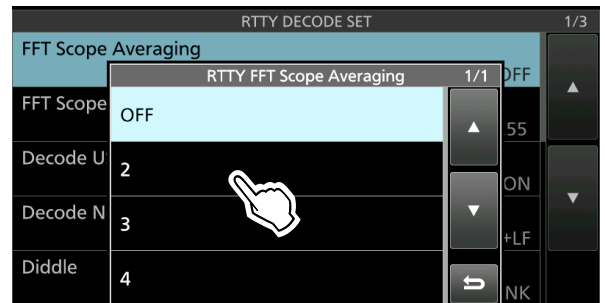 RTTY DECODE SET 1/3
FFT Scope Averaging
OFF
RTTY FFT Scope Averaging 1/1
OFF
FFT Scope
55
2
Decode U
ON
3
Decode N
+LF
4
Diddle
NK